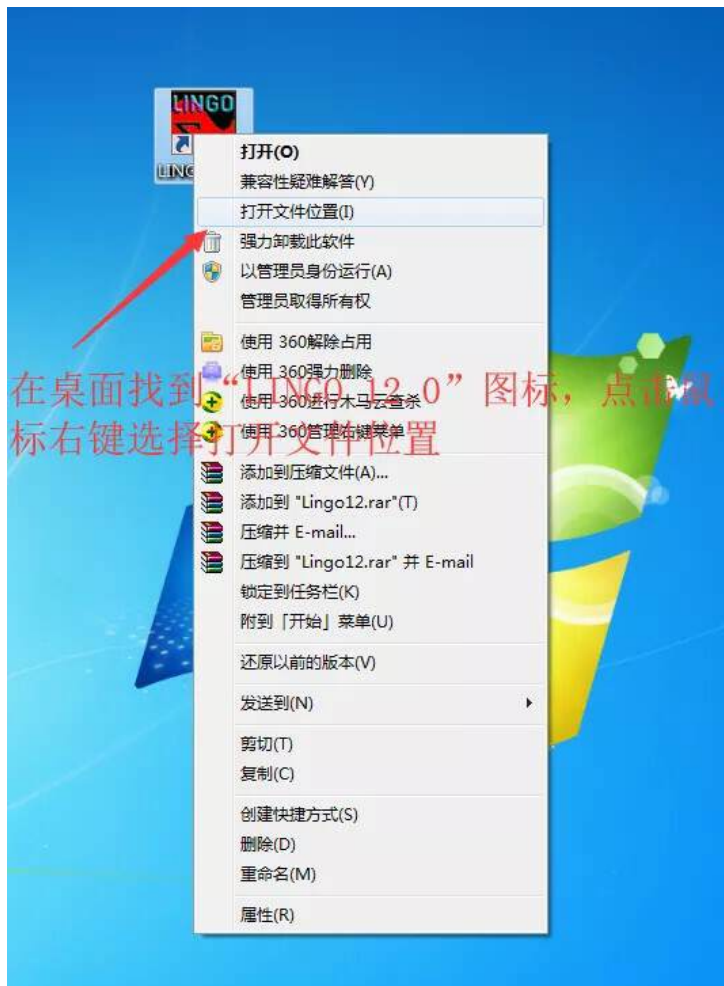 LINGO
LING
打开(O)
兼容性疑难解答(Y)
打开文件位置(I)
强力卸载此软件
以管理员身份运行(A)
管理员取得所有权
使用 360解除占用
使用 360强力删除
在桌面找到“LINGO 12.0”图标，点击鼠
使用 360进行木马云查杀
标右键选择打开文件位置
使用 360管理右键菜单
添加到压缩文件(A)...
添加到 "Lingo12.rar"(T)
压缩并 E-mail...
压缩到 "Lingo12.rar" 并 E-mail
锁定到任务栏(K)
附到「开始」菜单(U)
还原以前的版本(V)
发送到(N)
剪切(T)
复制(C)
创建快捷方式(S)
删除(D)
重命名(M)
属性(R)